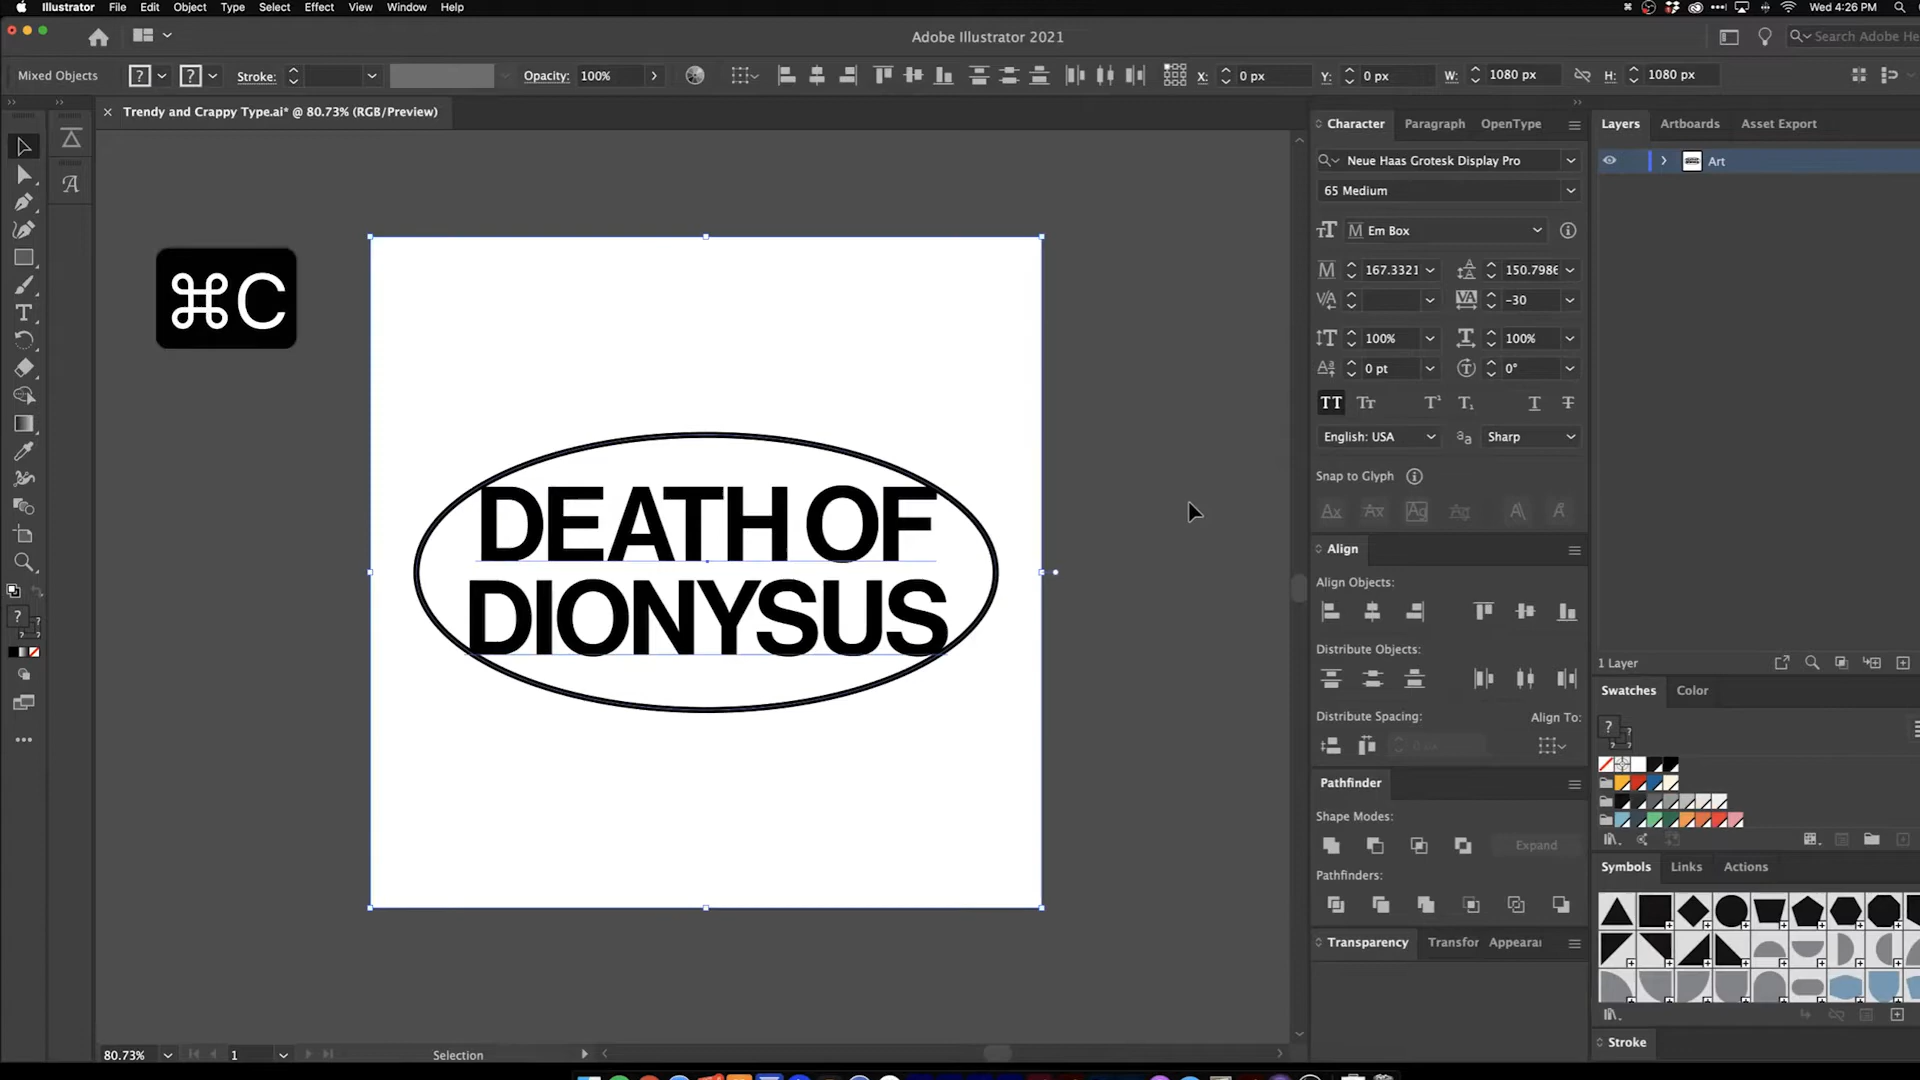 Illustrator File Edit Object Type Select Effect View Window Help
Wed 4:26 PM
Adobe Illustrator 2021
Search Adobe He
Mixed Objects ? ? Stroke: Opacity: 100% X: 0 px Y: 0 px W: 1080 px H: 1080 px
Trendy and Crappy Type.ai* @ 80.73% (RGB/Preview)
⌘C
DEATH OF
DIONYSUS
Character Paragraph OpenType
Neue Haas Grotesk Display Pro
65 Medium
Em Box
167.3321 150.7986
-30
100% 100%
0 pt 0°
English: USA Sharp
Snap to Glyph
Align
Align Objects:
Distribute Objects:
Distribute Spacing: Align To:
Pathfinder
Shape Modes:
Expand
Pathfinders:
Transparency Transfor Appearar
Layers Artboards Asset Export
Art
1 Layer
Swatches Color
Symbols Links Actions
Stroke
80.73% 1 Selection